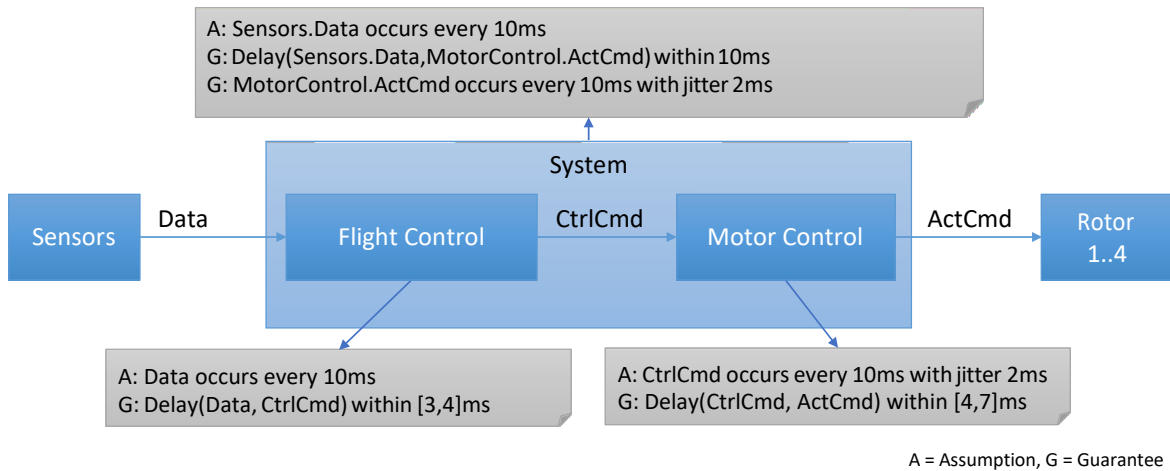 A: Sensors.Data occurs every 10ms
G: Delay(Sensors.Data,MotorControl.ActCmd) within 10ms
G: MotorControl.ActCmd occurs every 10ms with jitter 2ms
System
Sensors
Data
Flight Control
CtrlCmd
Motor Control
ActCmd
Rotor
1..4
A: Data occurs every 10ms
G: Delay(Data, CtrlCmd) within [3,4]ms
A: CtrlCmd occurs every 10ms with jitter 2ms
G: Delay(CtrlCmd, ActCmd) within [4,7]ms
A = Assumption, G = Guarantee